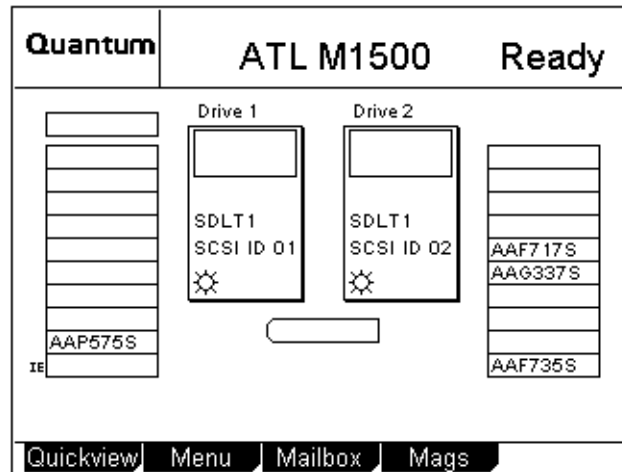 Quantum ATL M1500 Ready
Drive 1 Drive 2
SDLT1 SDLT1
SCSI ID 01 SCSI ID 02
AAF717S
AAG337S
AAP575S
IE AAF735S
Quickview Menu Mailbox Mags